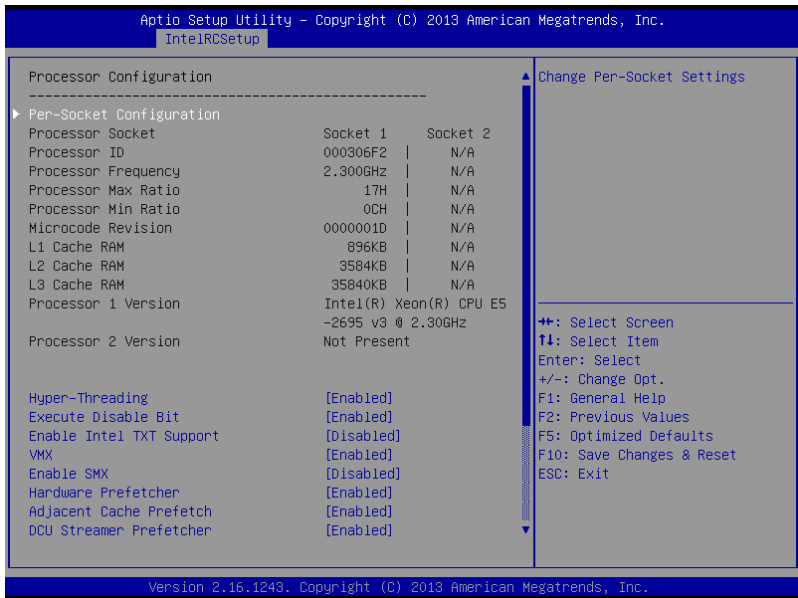 Aptio Setup Utility – Copyright (C) 2013 American Megatrends, Inc.
IntelRCSetup
Processor Configuration
--------------------------------------------------
Per-Socket Configuration
Processor Socket Socket 1 Socket 2
Processor ID 000306F2 | N/A
Processor Frequency 2.300GHz | N/A
Processor Max Ratio 17H | N/A
Processor Min Ratio 0CH | N/A
Microcode Revision 0000001D | N/A
L1 Cache RAM 896KB | N/A
L2 Cache RAM 3584KB | N/A
L3 Cache RAM 35840KB | N/A
Processor 1 Version Intel(R) Xeon(R) CPU E5
-2695 v3 @ 2.30GHz
Processor 2 Version Not Present
Hyper-Threading [Enabled]
Execute Disable Bit [Enabled]
Enable Intel TXT Support [Disabled]
VMX [Enabled]
Enable SMX [Disabled]
Hardware Prefetcher [Enabled]
Adjacent Cache Prefetch [Enabled]
DCU Streamer Prefetcher [Enabled]
Change Per-Socket Settings
→←: Select Screen
↑↓: Select Item
Enter: Select
+/-: Change Opt.
F1: General Help
F2: Previous Values
F5: Optimized Defaults
F10: Save Changes & Reset
ESC: Exit
Version 2.16.1243. Copyright (C) 2013 American Megatrends, Inc.